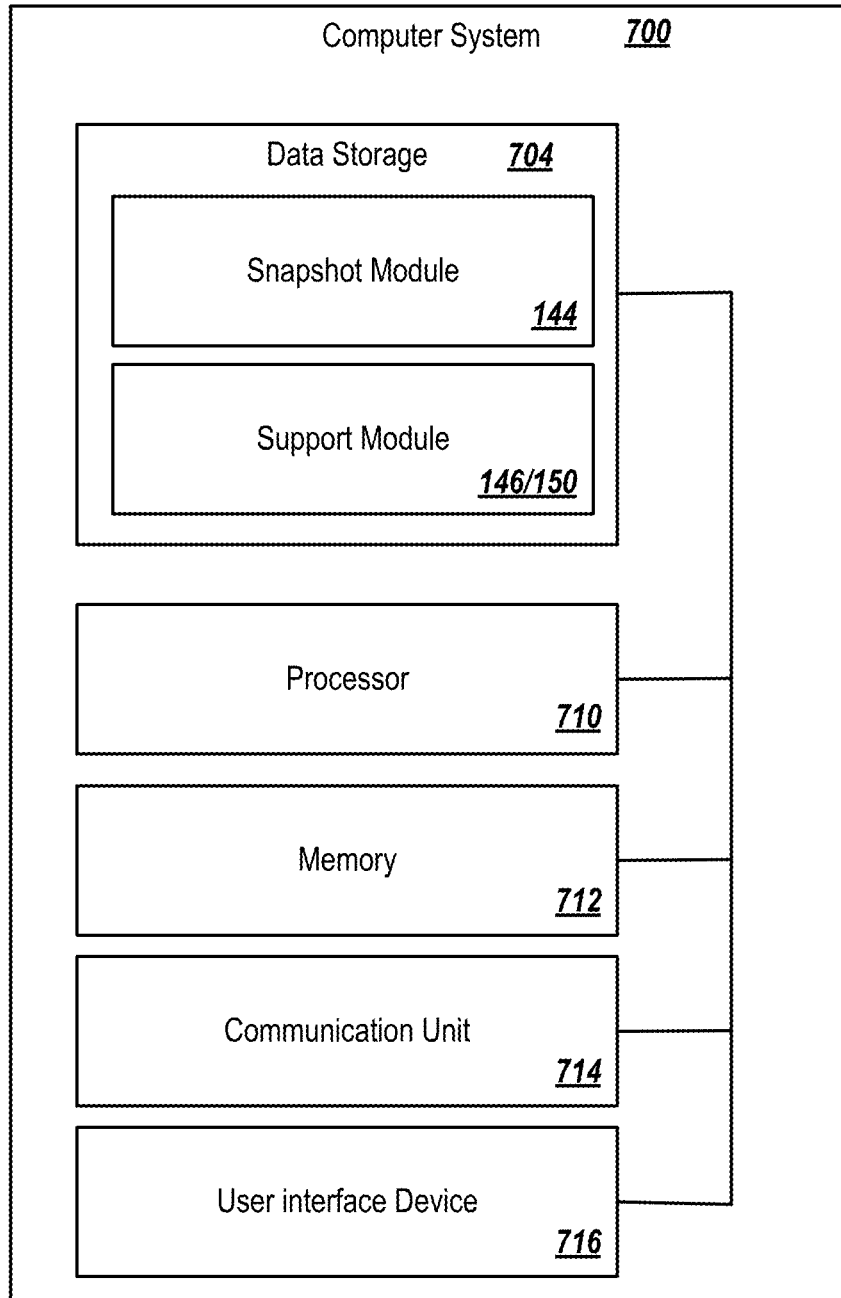 Computer System 700
Data Storage 704
Snapshot Module
144
Support Module
146/150
Processor
710
Memory
712
Communication Unit
714
User interface Device
716